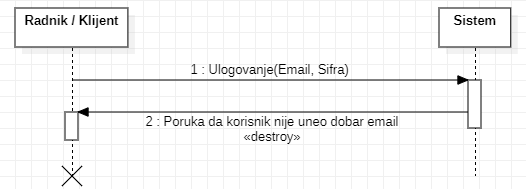 Radnik / Klijent
Sistem
1 : Ulogovanje(Email, Sifra)
2 : Poruka da korisnik nije uneo dobar email
«destroy»